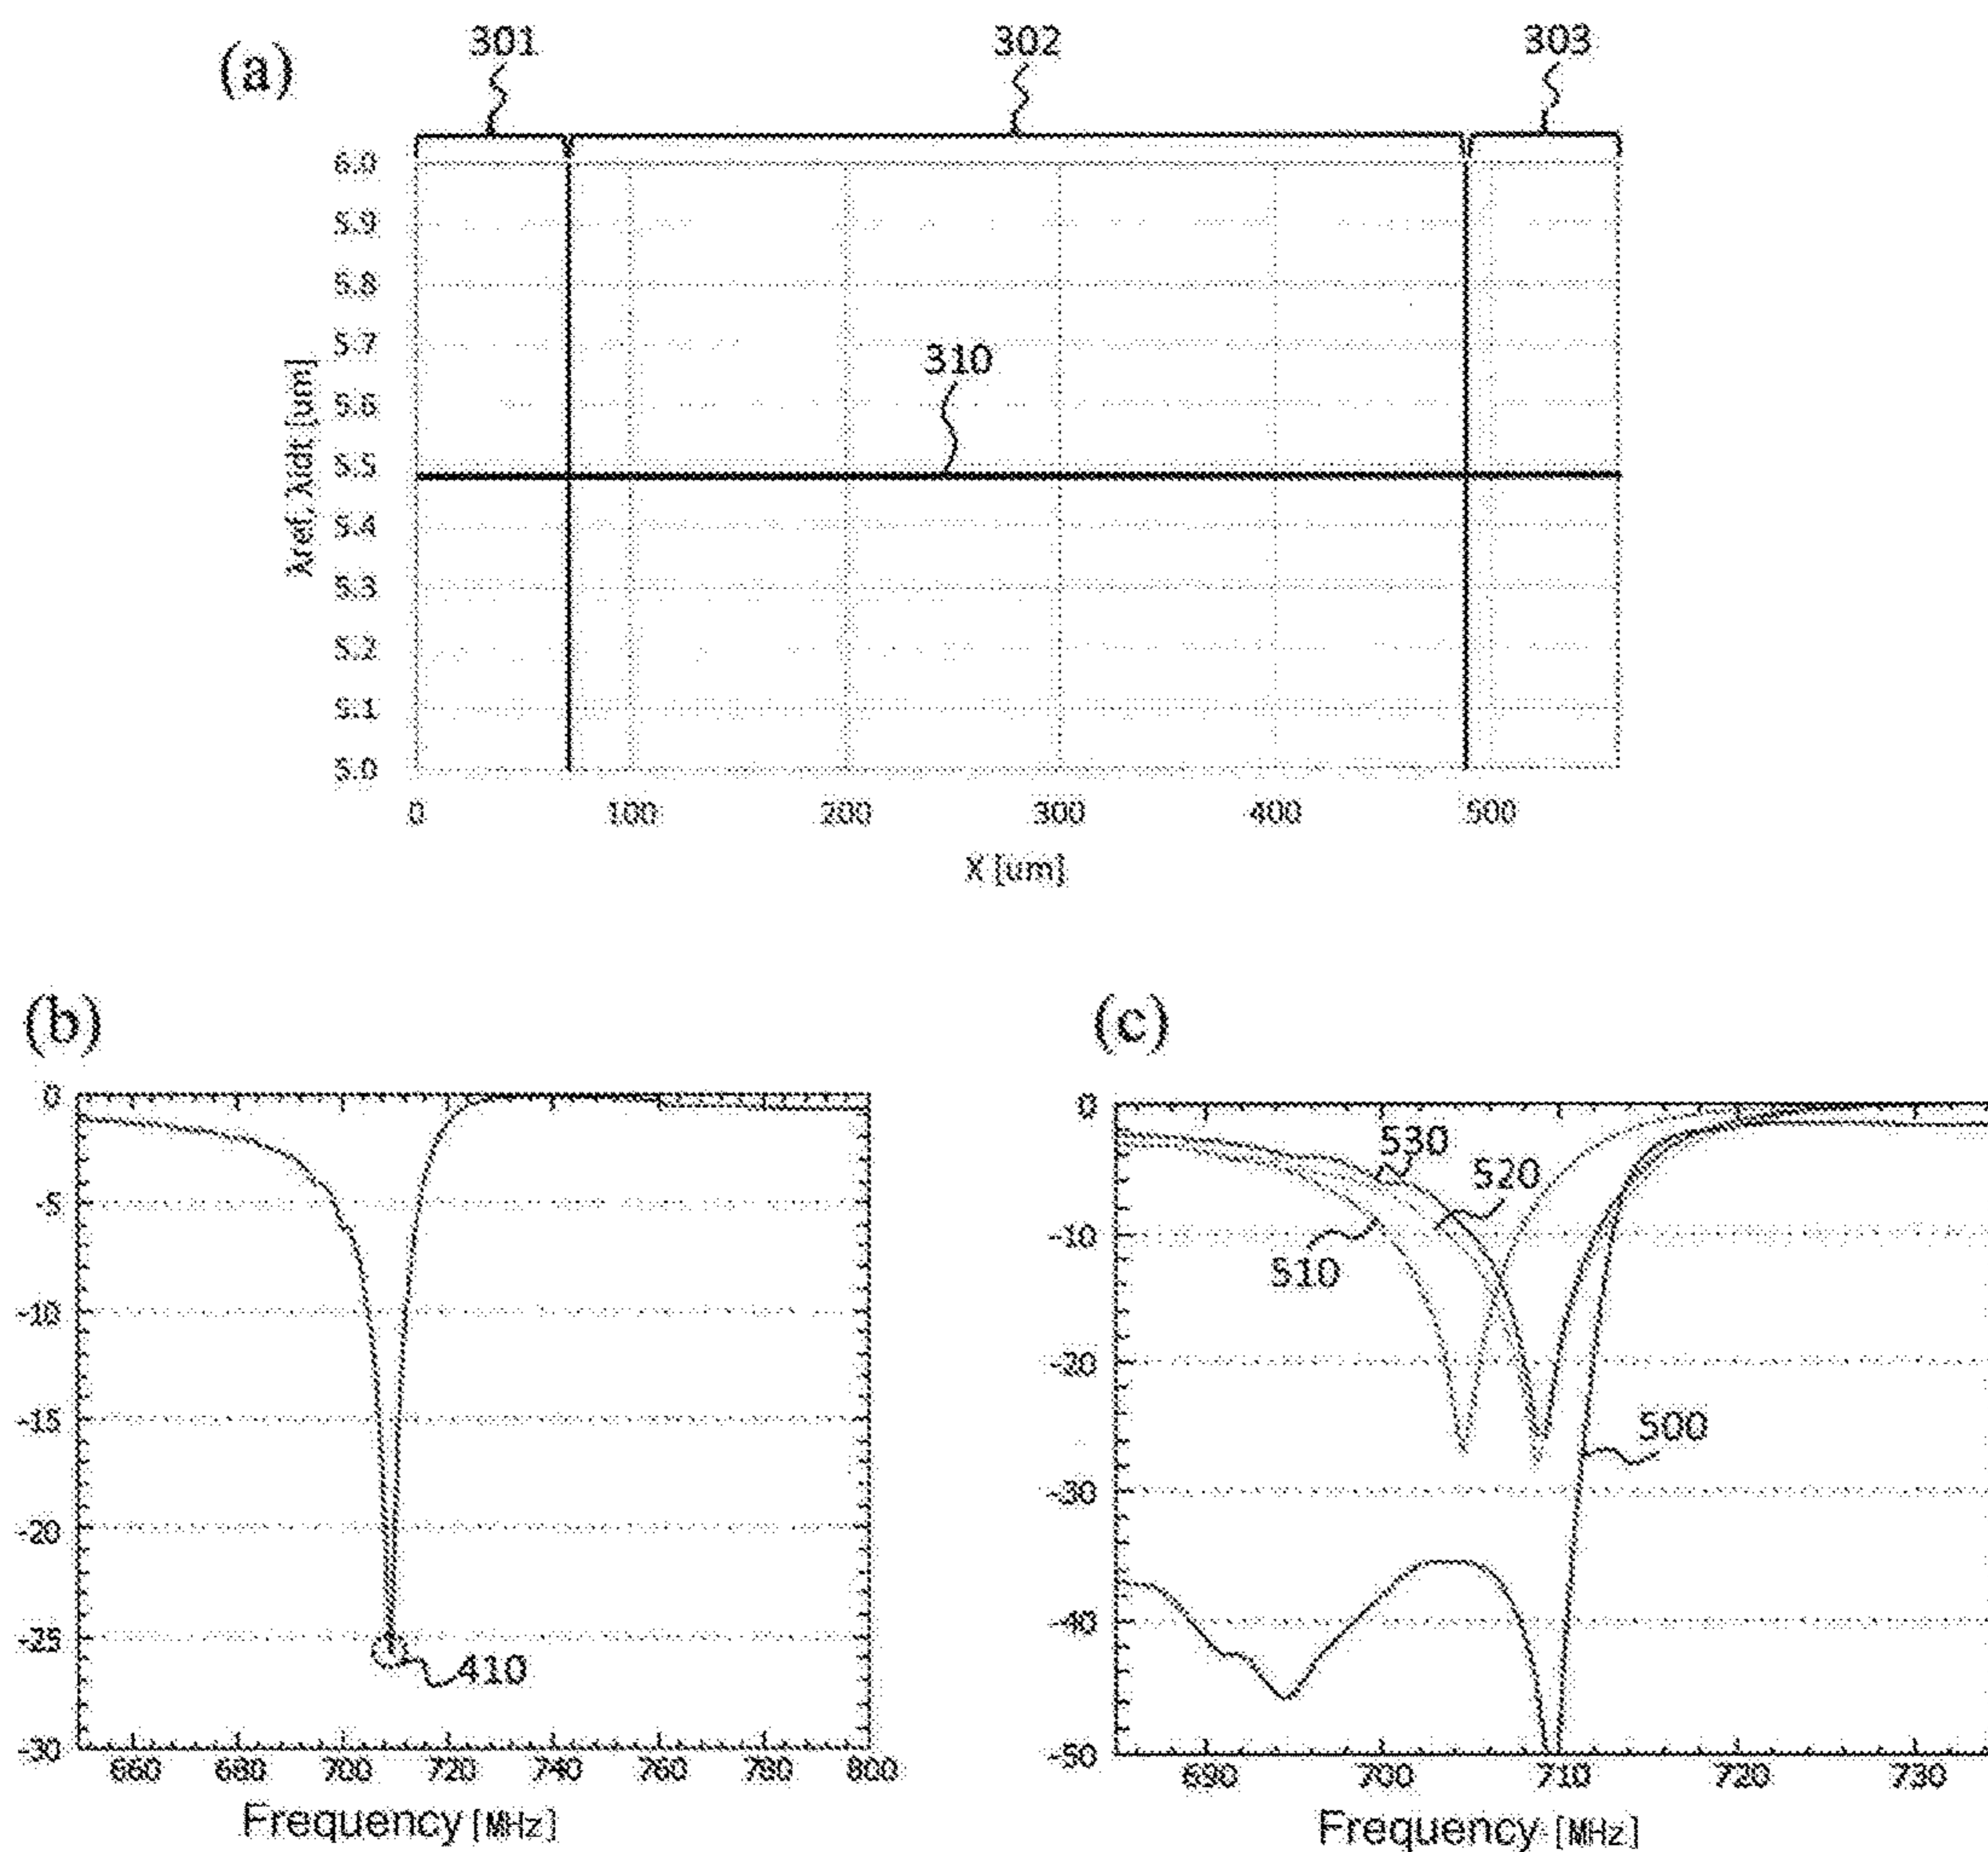 (a)
301 302 303
6.0
5.9
5.8
5.7
5.6
5.5
5.4
5.3
5.2
5.1
5.0
λref, λidt [um]
310
0 100 200 300 400 500
X [um]
(b)
0
-5
-10
-15
-20
-25
-30
410
660 680 700 720 740 760 780 800
Frequency [MHz]
(c)
0
-10
-20
-30
-40
-50
530
520
510
500
690 700 710 720 730
Frequency [MHz]